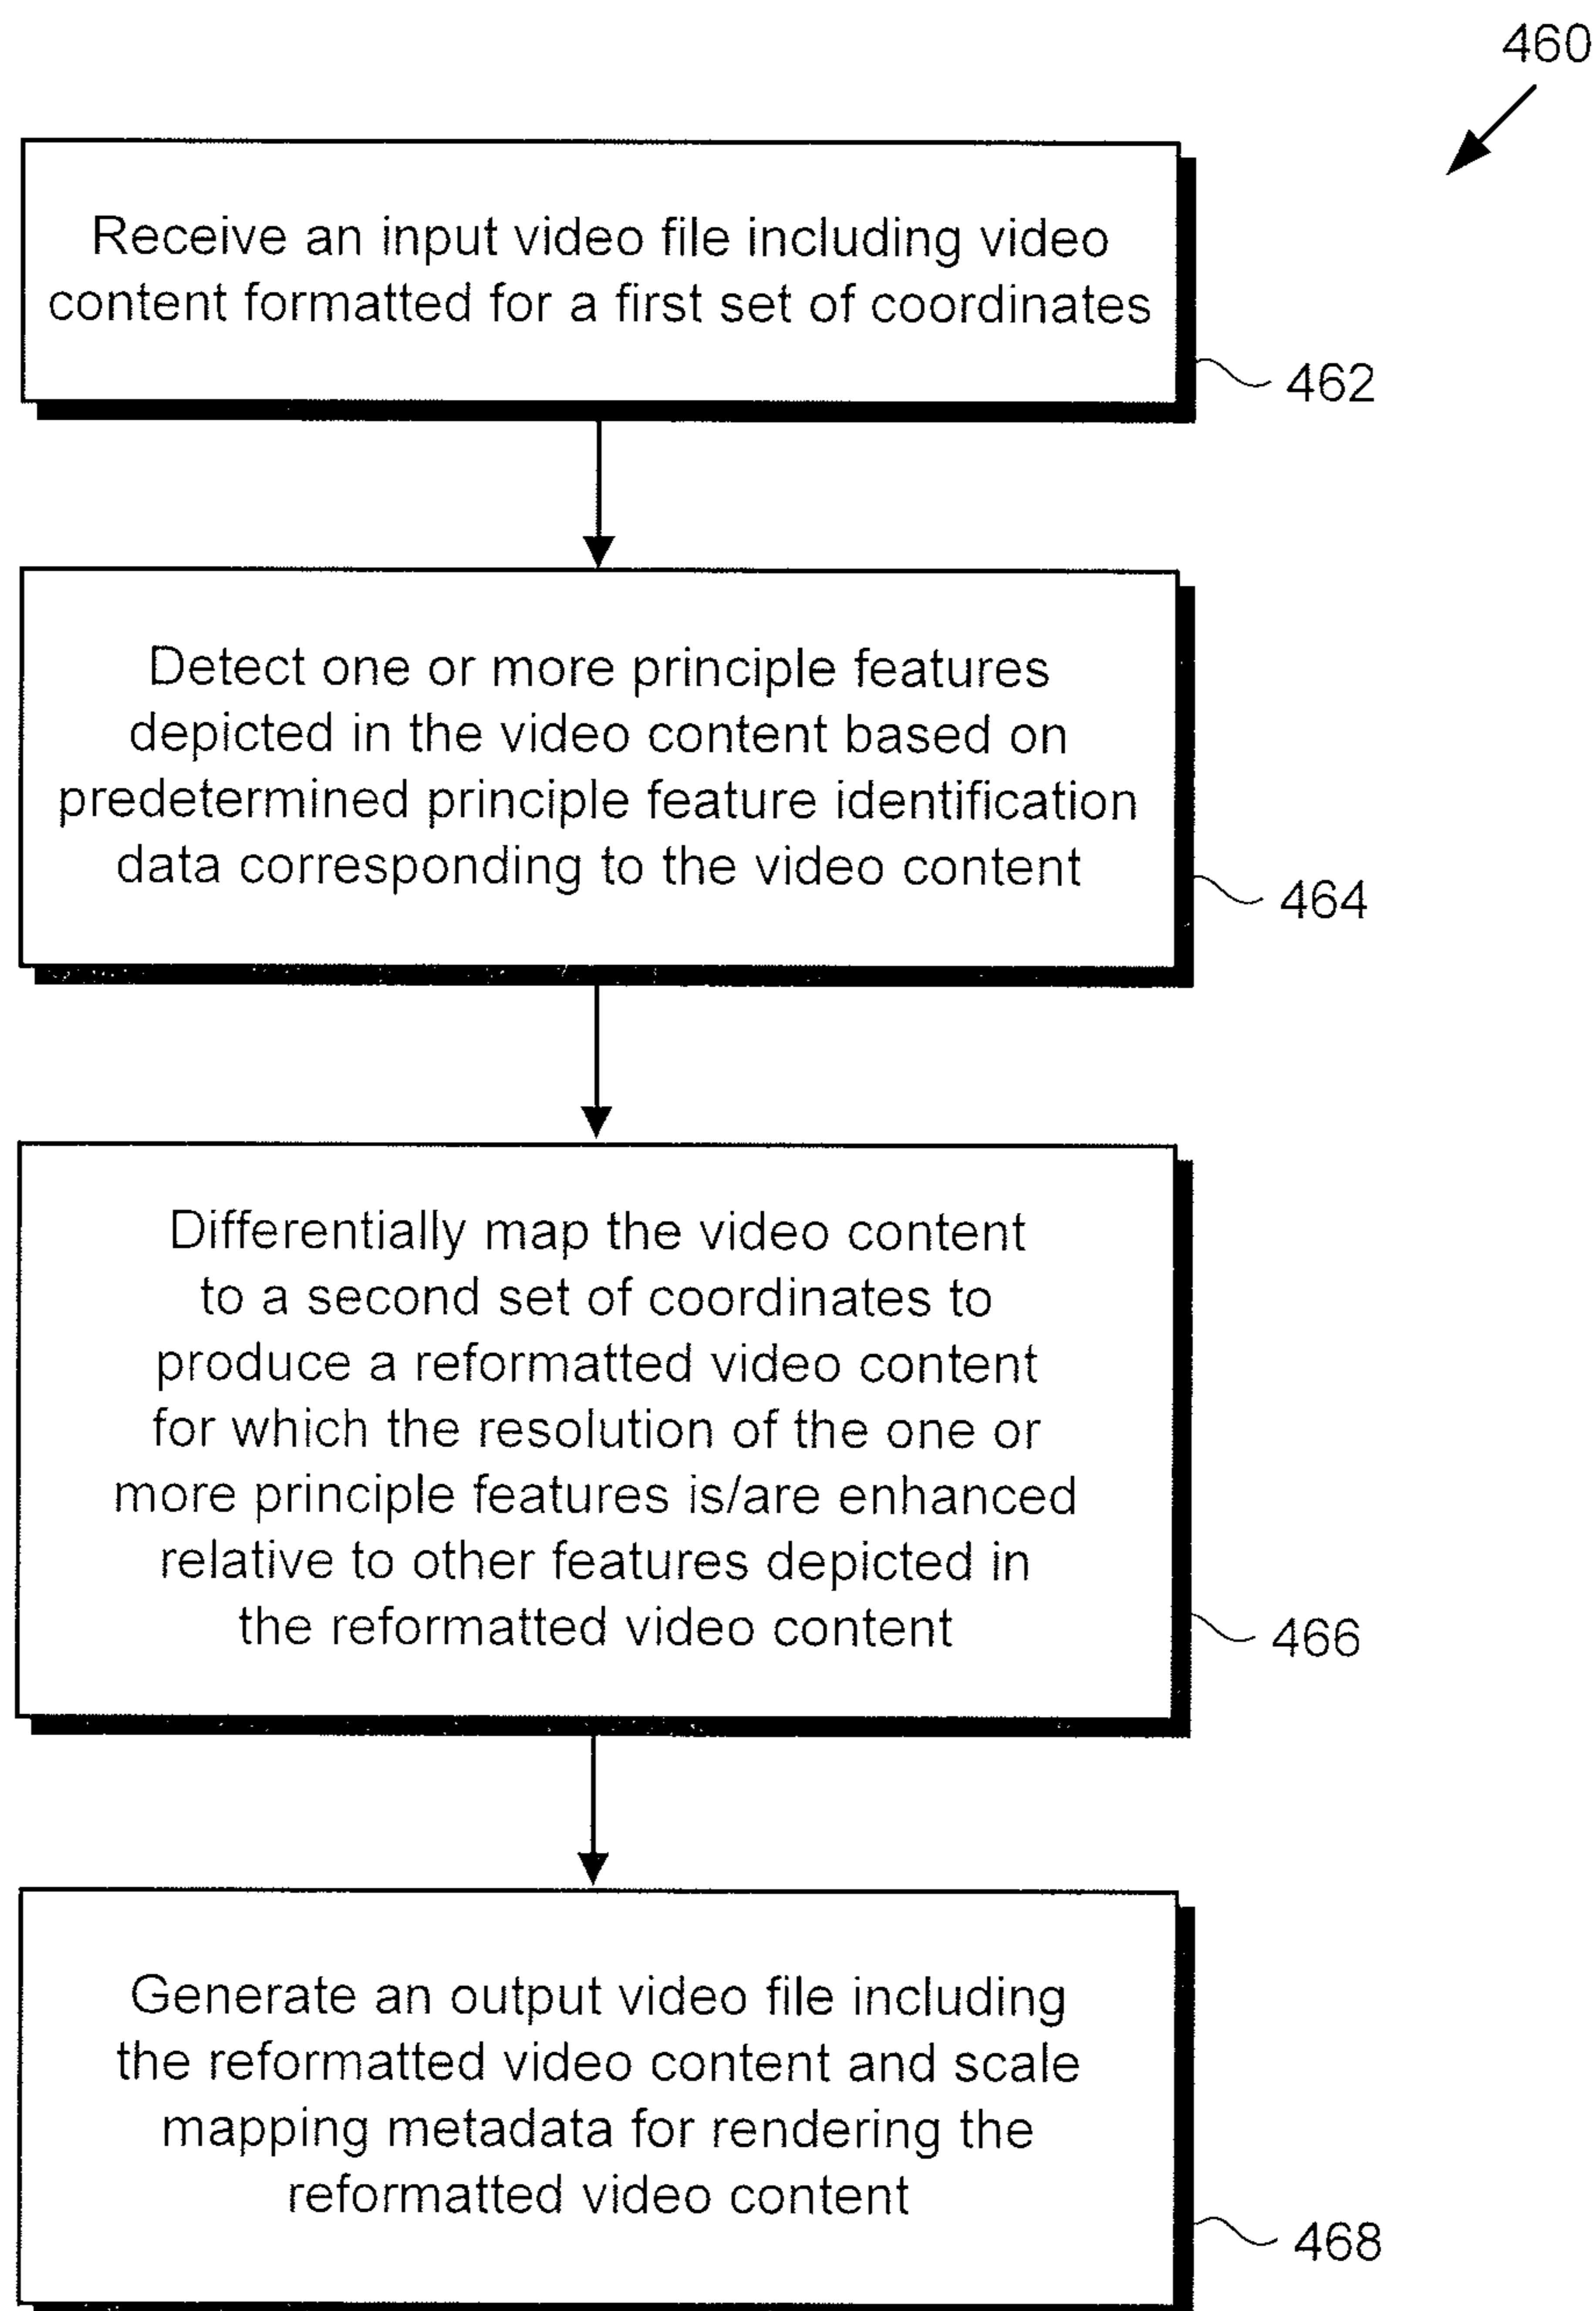 460
Receive an input video file including video
content formatted for a first set of coordinates
462
Detect one or more principle features
depicted in the video content based on
predetermined principle feature identification
data corresponding to the video content
464
Differentially map the video content
to a second set of coordinates to
produce a reformatted video content
for which the resolution of the one or
more principle features is/are enhanced
relative to other features depicted in
the reformatted video content
466
Generate an output video file including
the reformatted video content and scale
mapping metadata for rendering the
reformatted video content
468